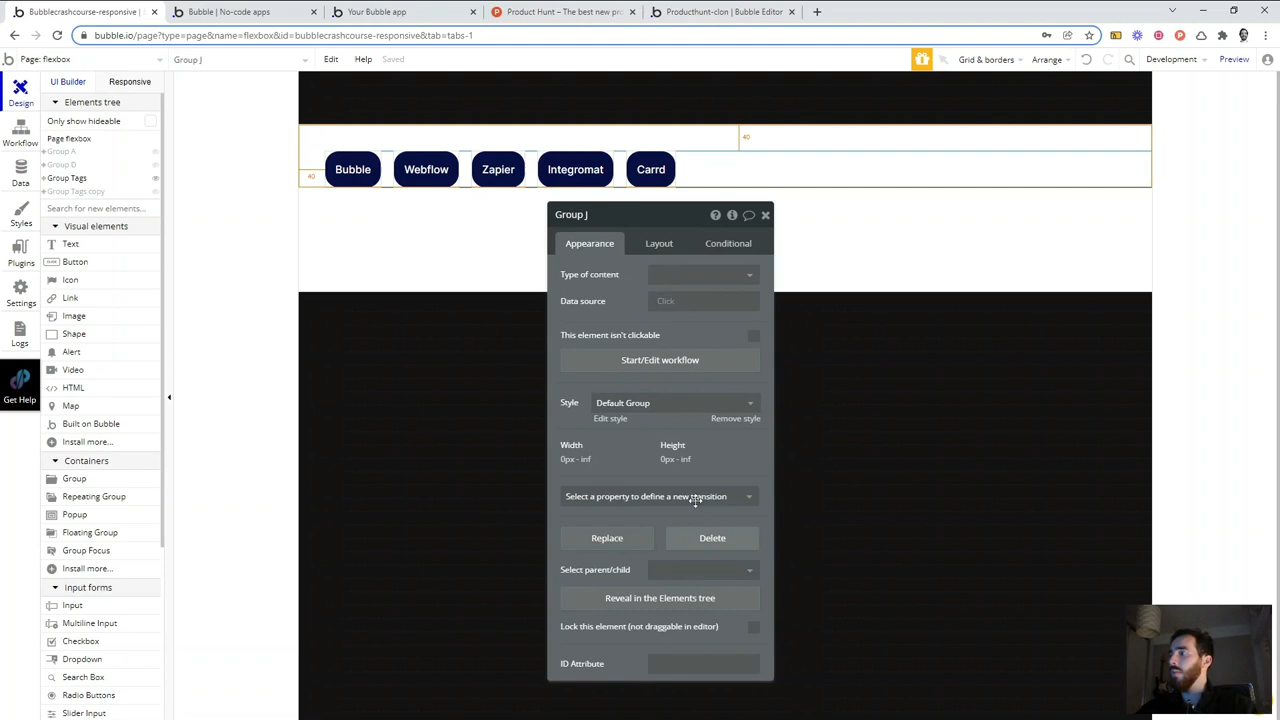 Bubblecrashcourse-responsive |
Bubble | No-code apps
Your Bubble app
Product Hunt – The best new pro
Producthunt-clon | Bubble Editor
bubble.io/page?type=page&name=flexbox&id=bubblecrashcourse-responsive&tab=tabs-1
Page: flexbox
Group J
Edit
Help
Saved
Grid & borders
Arrange
Development
Preview
Design
Workflow
Data
Styles
Plugins
Settings
Logs
Get Help
UI Builder
Responsive
Elements tree
Only show hideable
Page flexbox
Group A
Group D
Group Tags
Group Tags copy
Search for new elements...
Visual elements
Text
Button
Icon
Link
Image
Shape
Alert
Video
HTML
Map
Built on Bubble
Install more...
Containers
Group
Repeating Group
Popup
Floating Group
Group Focus
Install more...
Input forms
Input
Multiline Input
Checkbox
Dropdown
Search Box
Radio Buttons
Slider Input
40
40
Bubble
Webflow
Zapier
Integromat
Carrd
Group J
Appearance
Layout
Conditional
Type of content
Data source
Click
This element isn't clickable
Start/Edit workflow
Style
Default Group
Edit style
Remove style
Width
Height
0px - inf
0px - inf
Select a property to define a new transition
Replace
Delete
Select parent/child
Reveal in the Elements tree
Lock this element (not draggable in editor)
ID Attribute